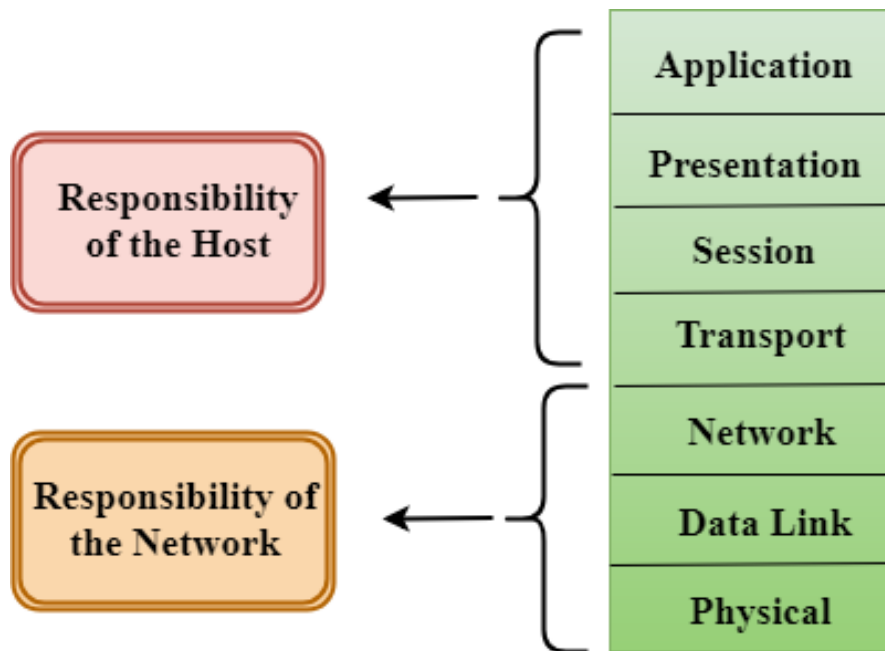 Application
Presentation
Session
Transport
Network
Data Link
Physical
Responsibility
of the Host
Responsibility of
the Network